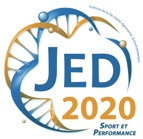 JED
2020
SPORT ET
PERFORMANCE